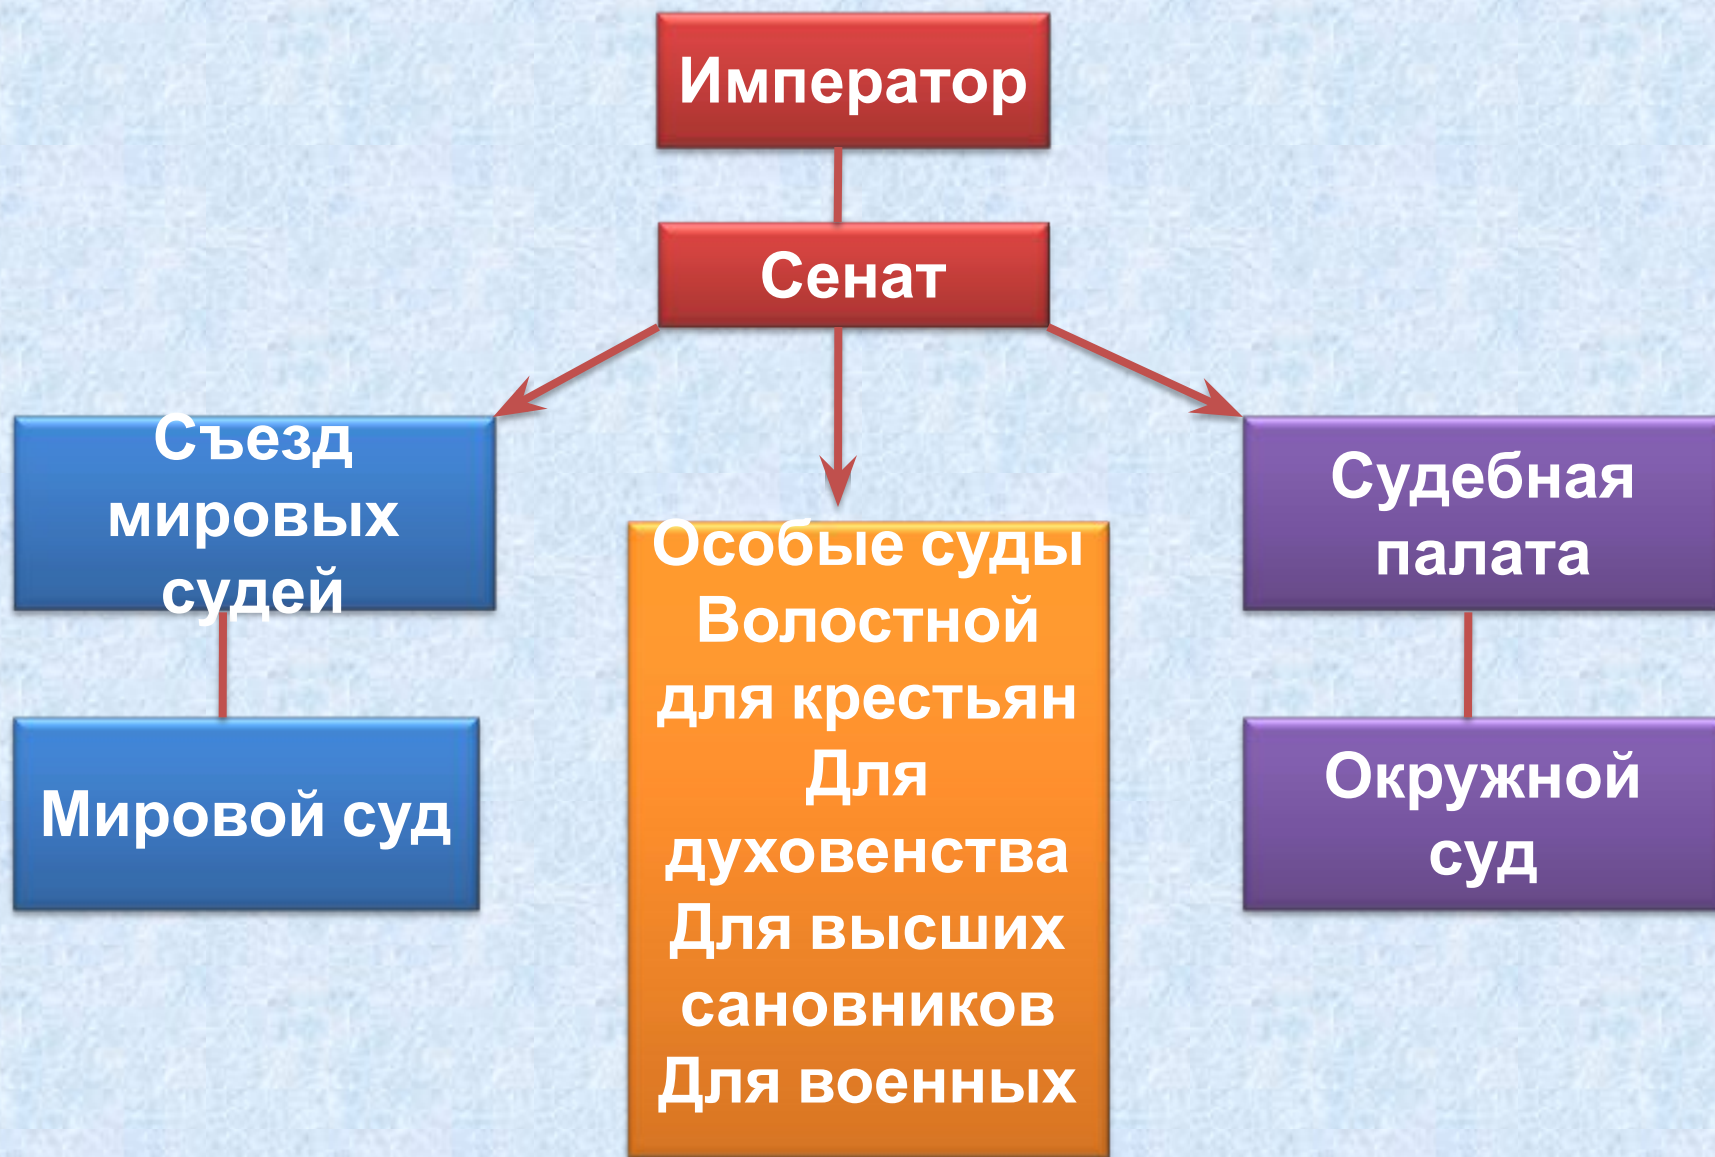 Император
Сенат
Съезд
мировых
судей
Мировой суд
Особые суды
Волостной
для крестьян
Для
духовенства
Для высших
сановников
Для военных
Судебная
палата
Окружной
суд